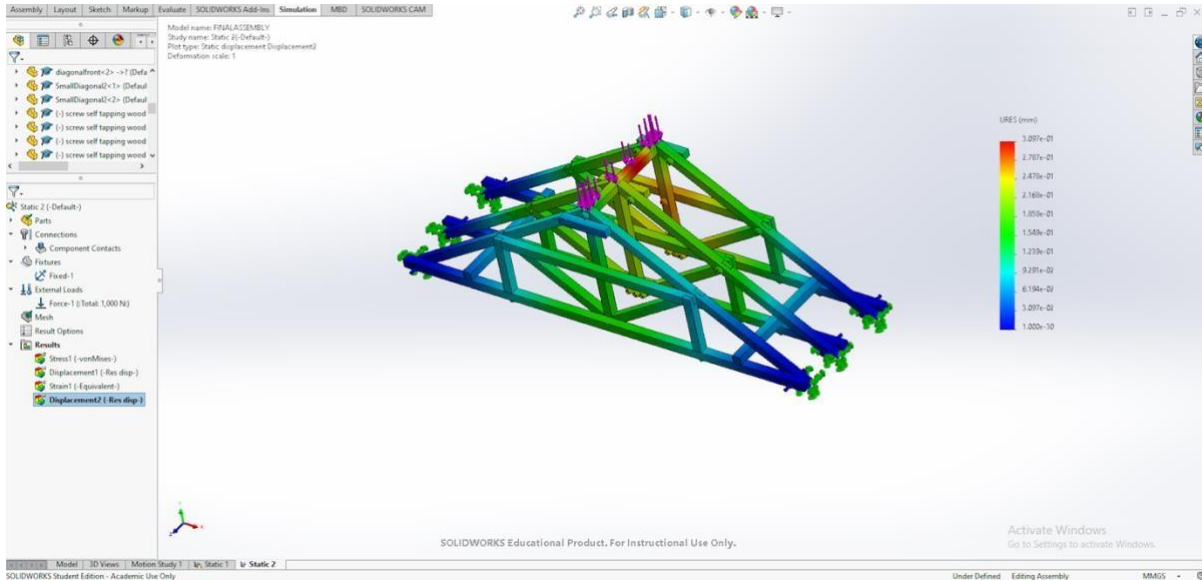 Assembly Layout Sketch Markup Evaluate SOLIDWORKS Add-Ins Simulation MBD SOLIDWORKS CAM
Model name: FINALASSEMBLY
Study name: Static 2(-Default-)
Plot type: Static displacement Displacement2
Deformation scale: 1
diagonalfront<2> ->? (Defa
SmallDiagonal2<1> (Defaul
SmallDiagonal2<2> (Defaul
(-) screw self tapping wood
(-) screw self tapping wood
(-) screw self tapping wood
(-) screw self tapping wood
Static 2 (-Default-)
Parts
Connections
Component Contacts
Fixtures
Fixed-1
External Loads
Force-1 (:Total: 1,000 N:)
Mesh
Result Options
Results
Stress1 (-vonMises-)
Displacement1 (-Res disp-)
Strain1 (-Equivalent-)
Displacement2 (-Res disp-)
URES (mm)
3.097e-01
2.787e-01
2.478e-01
2.168e-01
1.858e-01
1.549e-01
1.239e-01
9.291e-02
6.194e-02
3.097e-02
1.000e-30
SOLIDWORKS Educational Product. For Instructional Use Only.
Activate Windows
Go to Settings to activate Windows.
Model 3D Views Motion Study 1 Static 1 Static 2
SOLIDWORKS Student Edition - Academic Use Only
Under Defined Editing Assembly MMGS